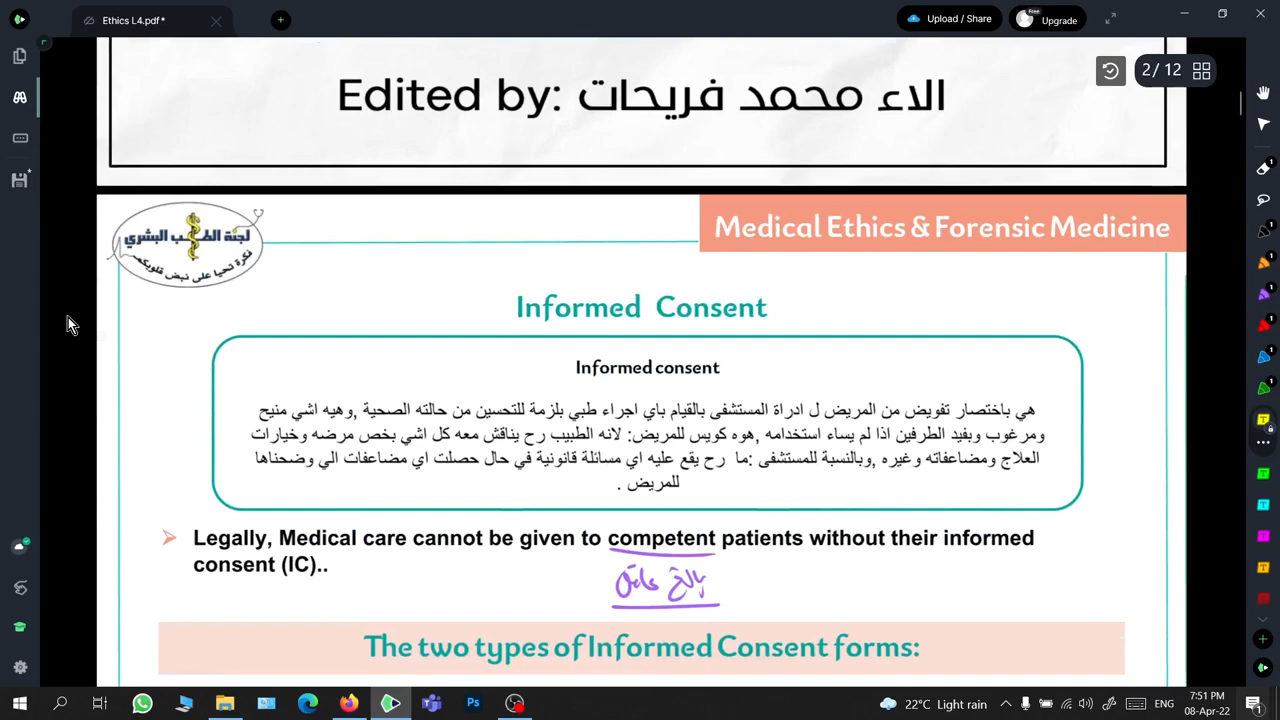 Ethics L4.pdf*
Upload / Share
Free
Upgrade
2/ 12
Edited by: الاء محمد فريحات
لجنة الطب البشري
فكرة تحيا على نبض قلوبكم
Medical Ethics & Forensic Medicine
Informed Consent
Informed consent
هي باختصار تفويض من المريض ل ادراة المستشفى بالقيام باي اجراء طبي بلزمة للتحسين من حالته الصحية ,وهيه اشي منيح
ومرغوب وبفيد الطرفين اذا لم يساء استخدامه ,هوه كويس للمريض: لانه الطبيب رح يناقش معه كل اشي بخص مرضه وخيارات
العلاج ومضاعفاته وغيره ,وبالنسبة للمستشفى :ما رح يقع عليه اي مسائلة قانونية في حال حصلت اي مضاعفات الي وضحناها
للمريض .
Legally, Medical care cannot be given to competent patients without their informed
consent (IC)..
بالغ عاقل
The two types of Informed Consent forms:
22°C Light rain
ENG
7:51 PM
08-Apr-22